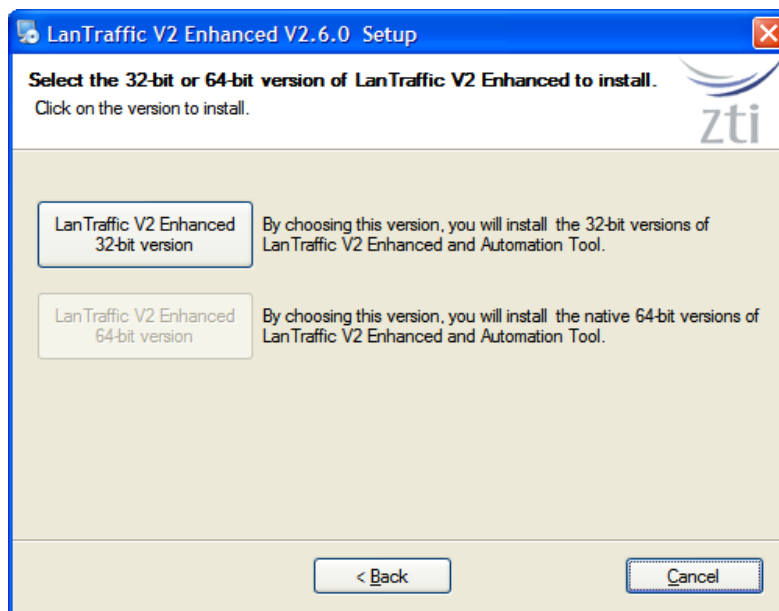 LanTraffic V2 Enhanced V2.6.0 Setup
Select the 32-bit or 64-bit version of LanTraffic V2 Enhanced to install.
Click on the version to install.
zti
LanTraffic V2 Enhanced
32-bit version
By choosing this version, you will install the 32-bit versions of
LanTraffic V2 Enhanced and Automation Tool.
LanTraffic V2 Enhanced
64-bit version
By choosing this version, you will install the native 64-bit versions of
LanTraffic V2 Enhanced and Automation Tool.
< Back
Cancel